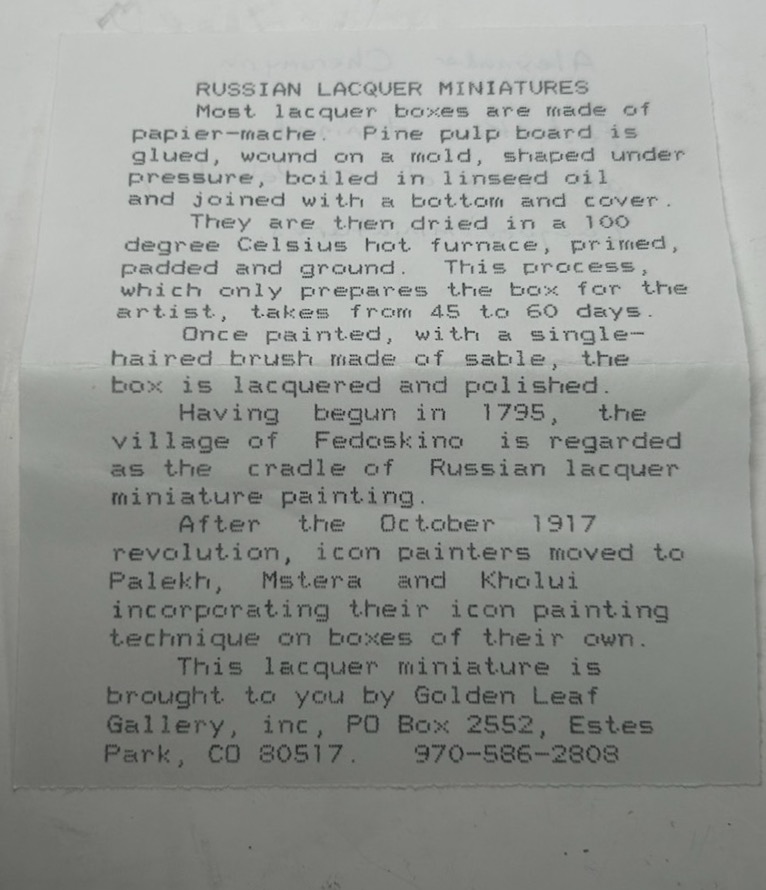 RUSSIAN LACQUER MINIATURES
Most lacquer boxes are made of
papier-mache. Pine pulp board is
glued, wound on a mold, shaped under
pressure, boiled in linseed oil
and joined with a bottom and cover.
They are then dried in a 100
degree Celsius hot furnace, primed,
padded and ground. This process,
which only prepares the box for the
artist, takes from 45 to 60 days.
Once painted, with a single-
haired brush made of sable, the
box is lacquered and polished.
Having begun in 1795, the
village of Fedoskino is regarded
as the cradle of Russian lacquer
miniature painting.
After the October 1917
revolution, icon painters moved to
Palekh, Mstera and Kholui
incorporating their icon painting
technique on boxes of their own.
This lacquer miniature is
brought to you by Golden Leaf
Gallery, inc, PO Box 2552, Estes
Park, CO 80517. 970-586-2808